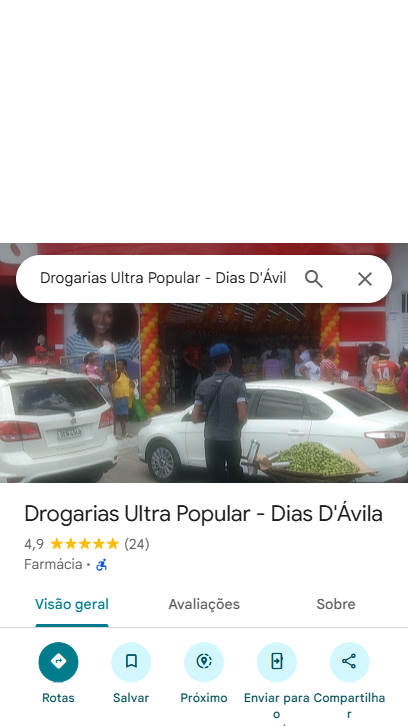 Drogarias Ultra Popular - Dias D'Ávil
Drogarias Ultra Popular - Dias D'Ávila
4,9 ★★★★★ (24)
Farmácia •
Visão geral
Avaliações
Sobre
Rotas
Salvar
Próximo
Enviar para
o
Compartilha
r